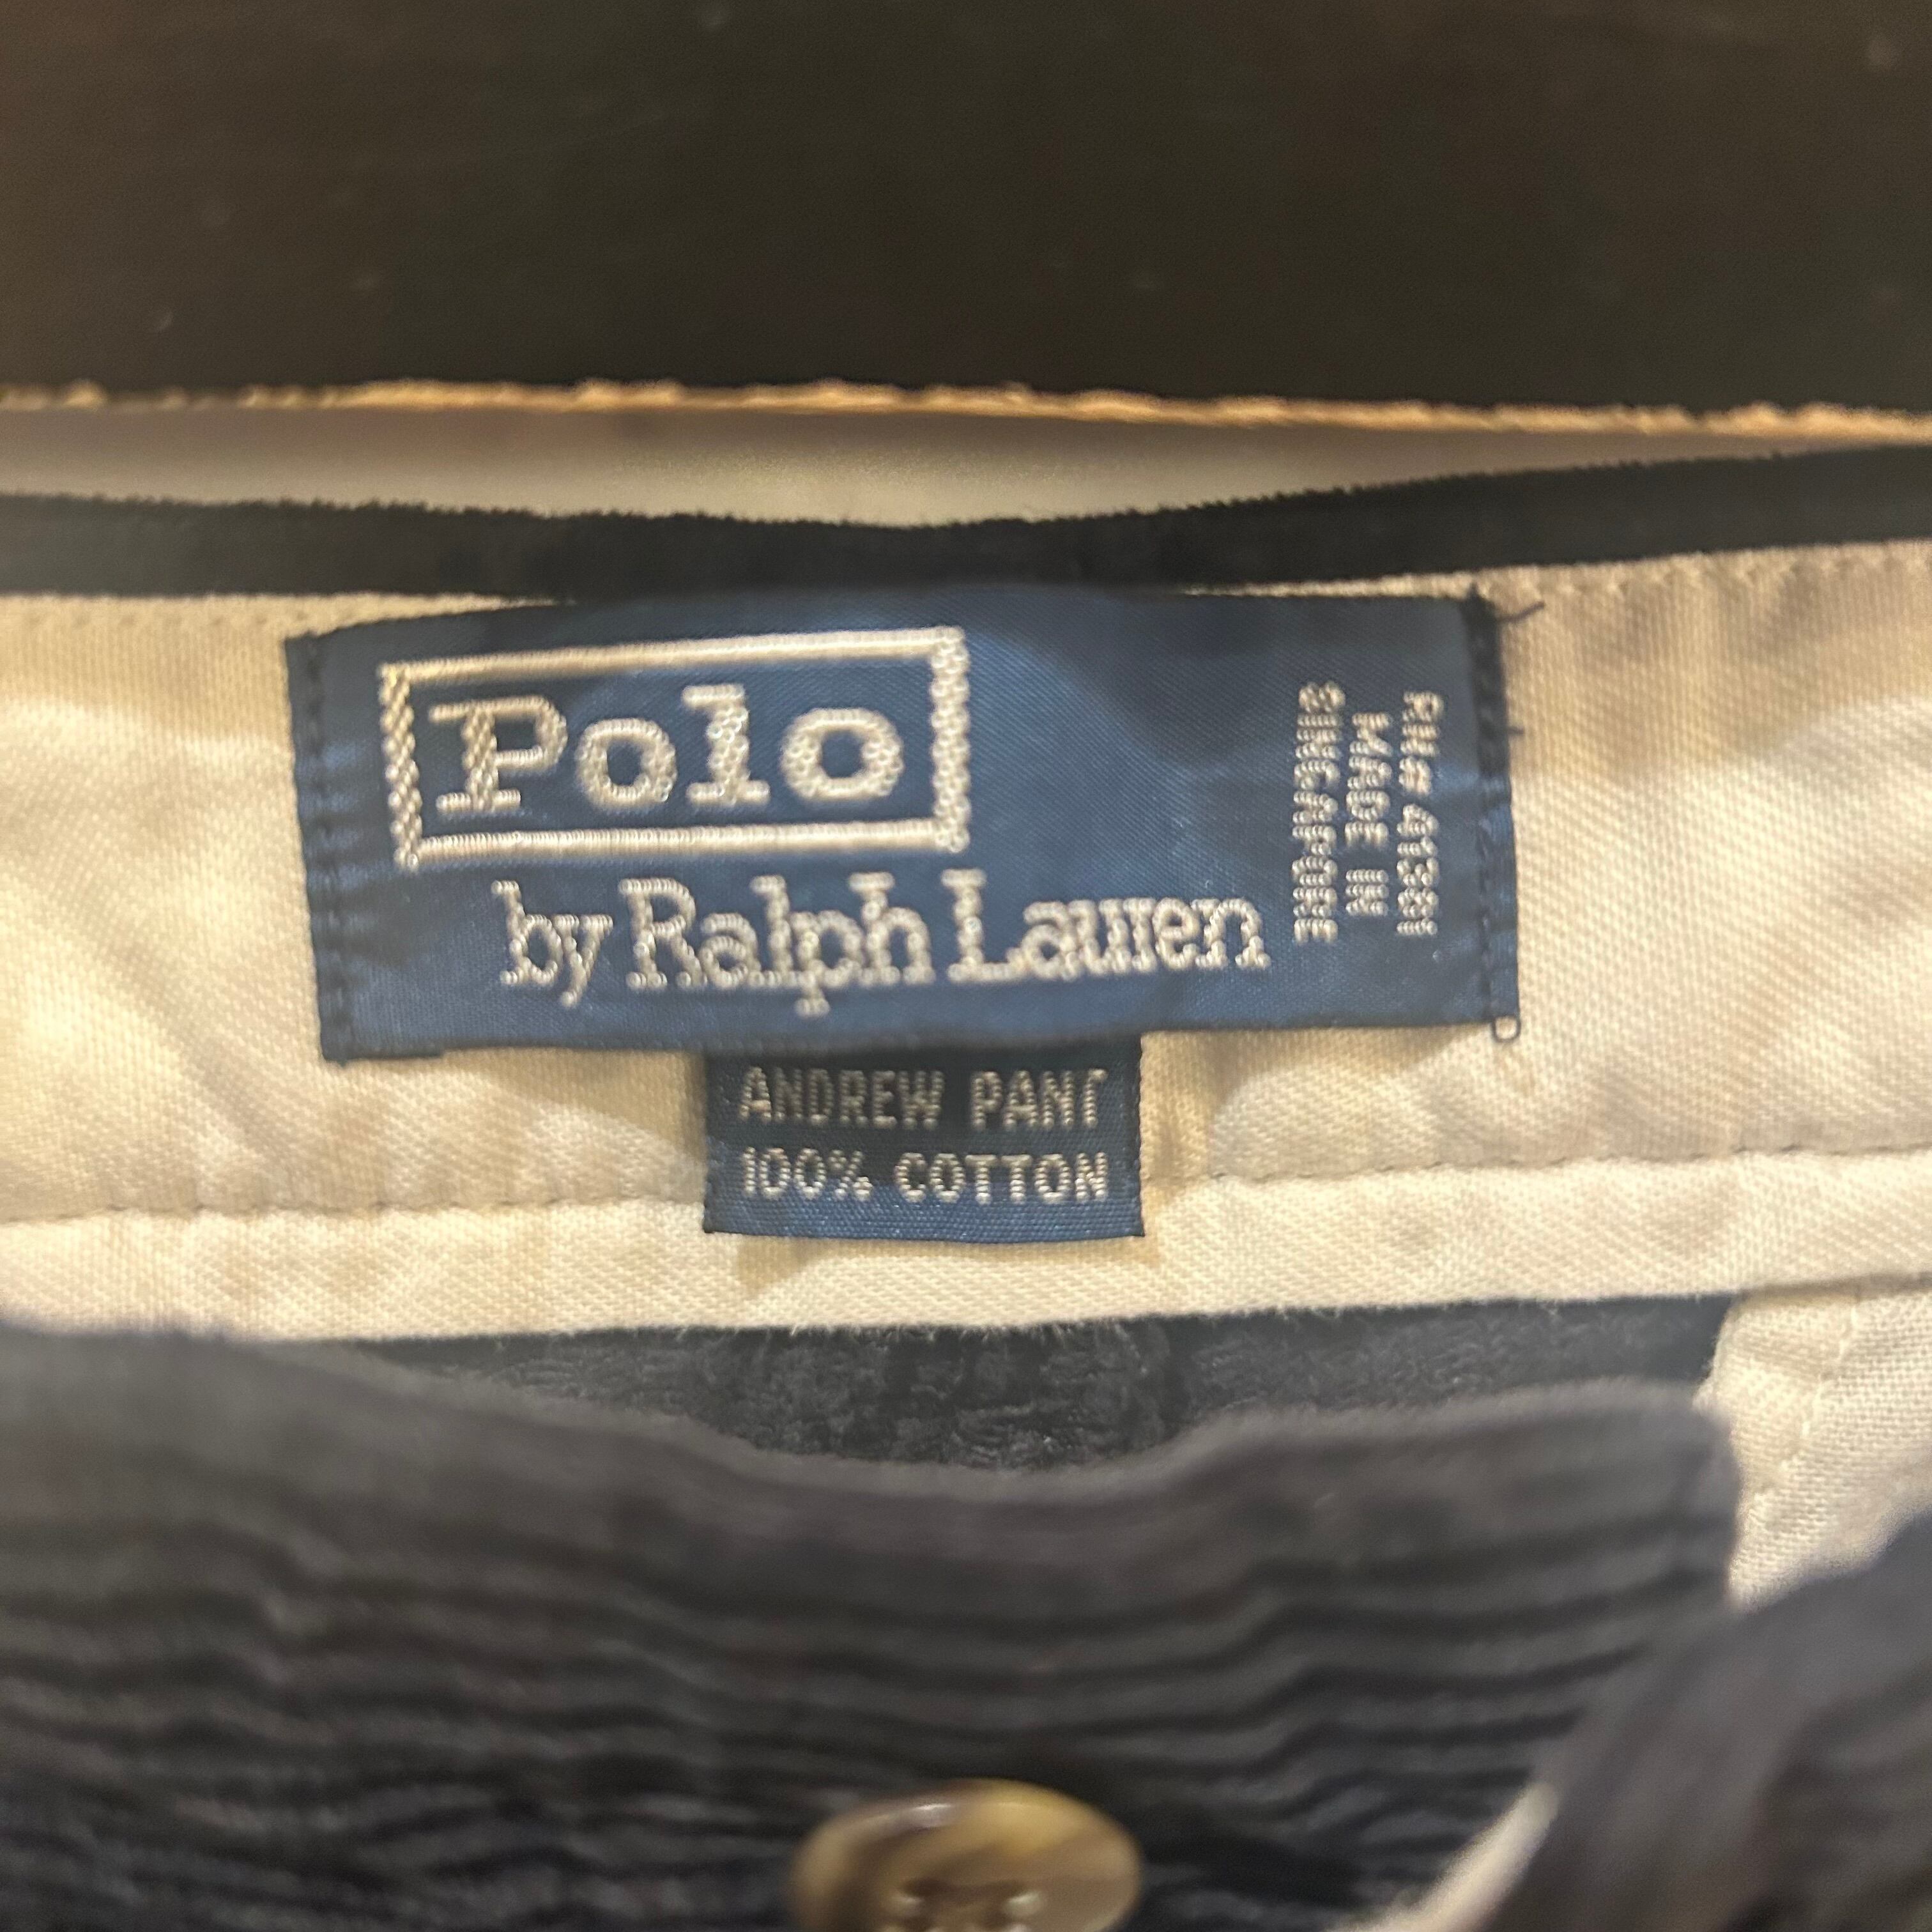 Polo
by Ralph Lauren
RN# 41381
MADE IN
SINGAPORE
ANDREW PANT
100% COTTON